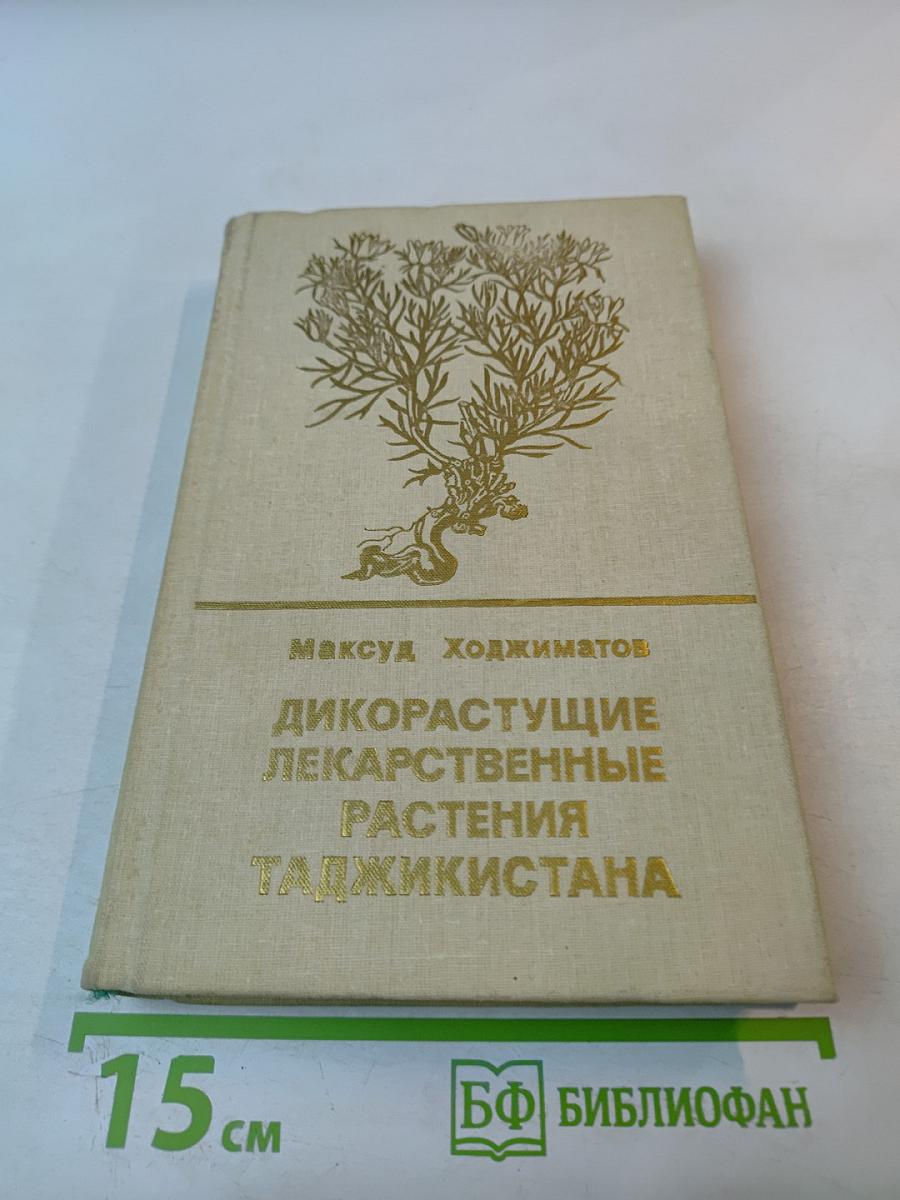 Максуд Ходжиматов
ДИКОРАСТУЩИЕ
ЛЕКАРСТВЕННЫЕ
РАСТЕНИЯ
ТАДЖИКИСТАНА
15 см
БФ БИБЛИОФАН